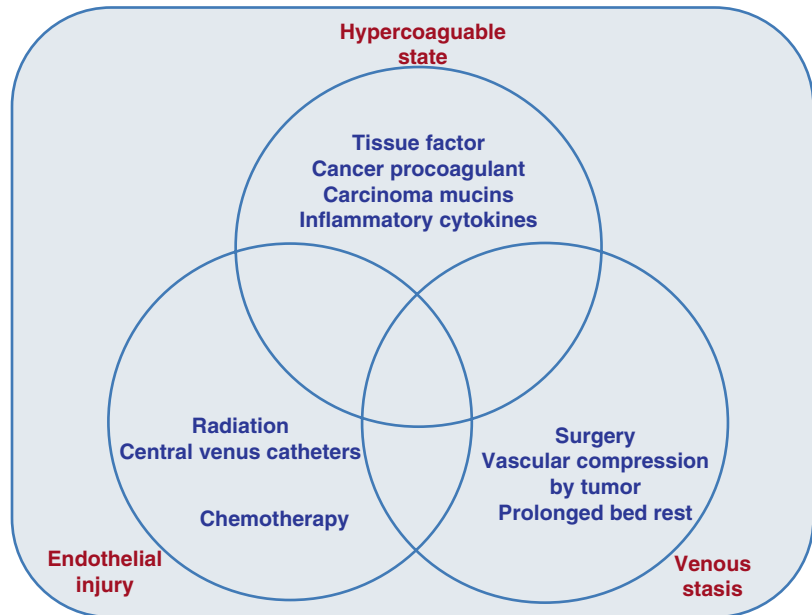 Hypercoaguable
state
Tissue factor
Cancer procoagulant
Carcinoma mucins
Inflammatory cytokines
Radiation
Central venus catheters
Chemotherapy
Surgery
Vascular compression
by tumor
Prolonged bed rest
Endothelial
injury
Venous
stasis